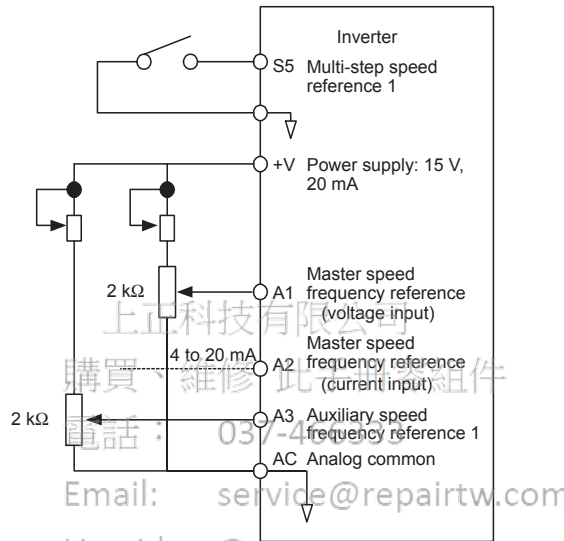 Inverter
S5 Multi-step speed
reference 1
+V Power supply: 15 V,
20 mA
2 kΩ
A1 Master speed
frequency reference
(voltage input)
上正科技有限公司
4 to 20 mA
A2 Master speed
frequency reference
(current input)
購買、維修 此手冊零組件
2 kΩ
A3 Auxiliary speed
frequency reference 1
電話： 037-466333
AC Analog common
Email: service@repairtw.com